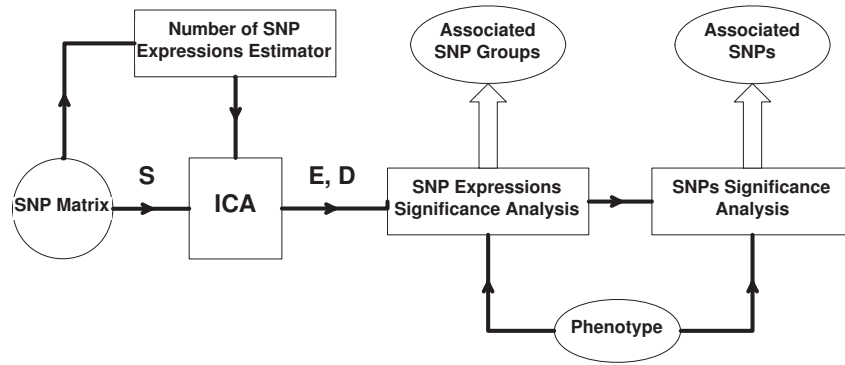 Number of SNP
Expressions Estimator
Associated
SNP Groups
Associated
SNPs
SNP Matrix
S
ICA
E, D
SNP Expressions
Significance Analysis
SNPs Significance
Analysis
Phenotype